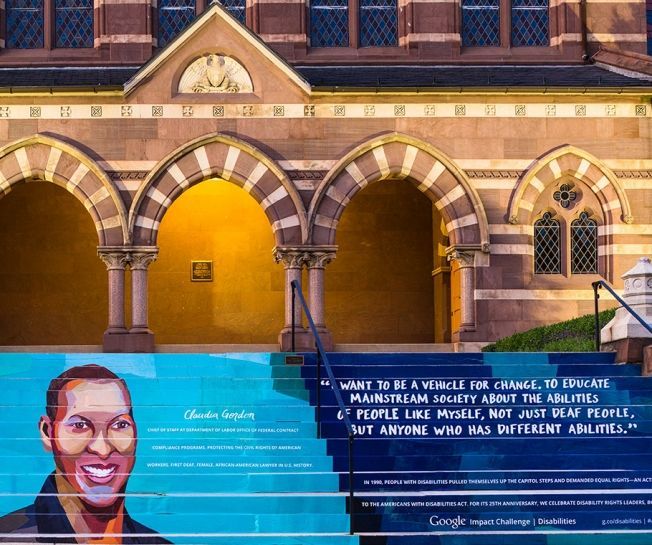 Claudia Gordon
CHIEF OF STAFF AT DEPARTMENT OF LABOR OFFICE OF FEDERAL CONTRACT
COMPLIANCE PROGRAMS, PROTECTING THE CIVIL RIGHTS OF AMERICAN
WORKERS. FIRST DEAF, FEMALE, AFRICAN-AMERICAN LAWYER IN U.S. HISTORY.
“I WANT TO BE A VEHICLE FOR CHANGE. TO EDUCATE
MAINSTREAM SOCIETY ABOUT THE ABILITIES
OF PEOPLE LIKE MYSELF, NOT JUST DEAF PEOPLE,
BUT ANYONE WHO HAS DIFFERENT ABILITIES.”
IN 1990, PEOPLE WITH DISABILITIES PULLED THEMSELVES UP THE CAPITOL STEPS AND DEMANDED EQUAL RIGHTS—AN ACT
TO THE AMERICANS WITH DISABILITIES ACT. FOR ITS 25TH ANNIVERSARY, WE CELEBRATE DISABILITY RIGHTS LEADERS,
Google Impact Challenge | Disabilities g.co/disabilities |